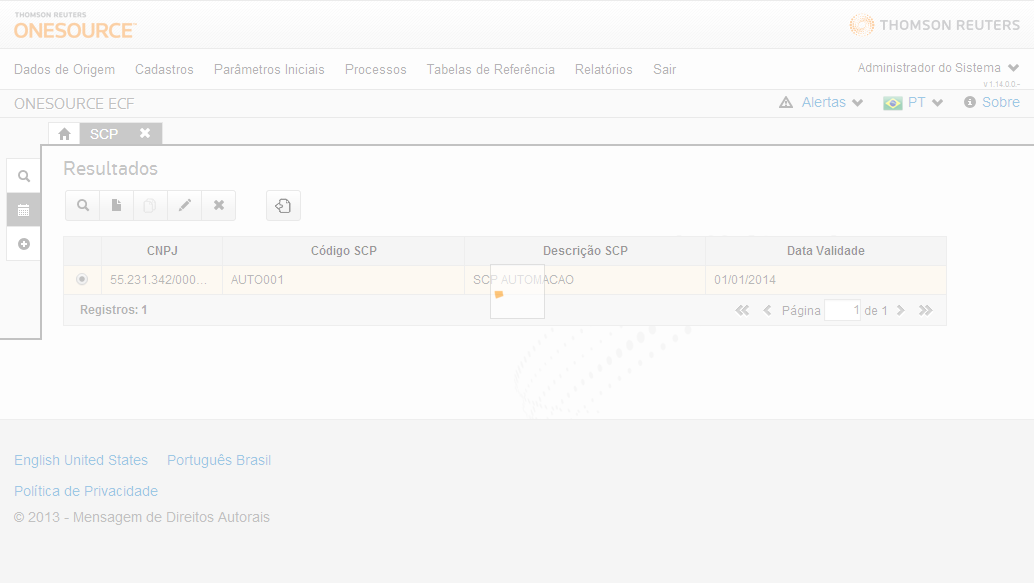 THOMSON REUTERS
ONESOURCE™
THOMSON REUTERS
Dados de Origem Cadastros Parâmetros Iniciais Processos Tabelas de Referência Relatórios Sair
Administrador do Sistema
v 1.14.0.0.-
ONESOURCE ECF
Alertas PT Sobre
SCP
Resultados
CNPJ Código SCP Descrição SCP Data Validade
55.231.342/000... AUTO001 SCP AUTOMACAO 01/01/2014
Registros: 1
Página 1 de 1
English United States Português Brasil
Política de Privacidade
© 2013 - Mensagem de Direitos Autorais